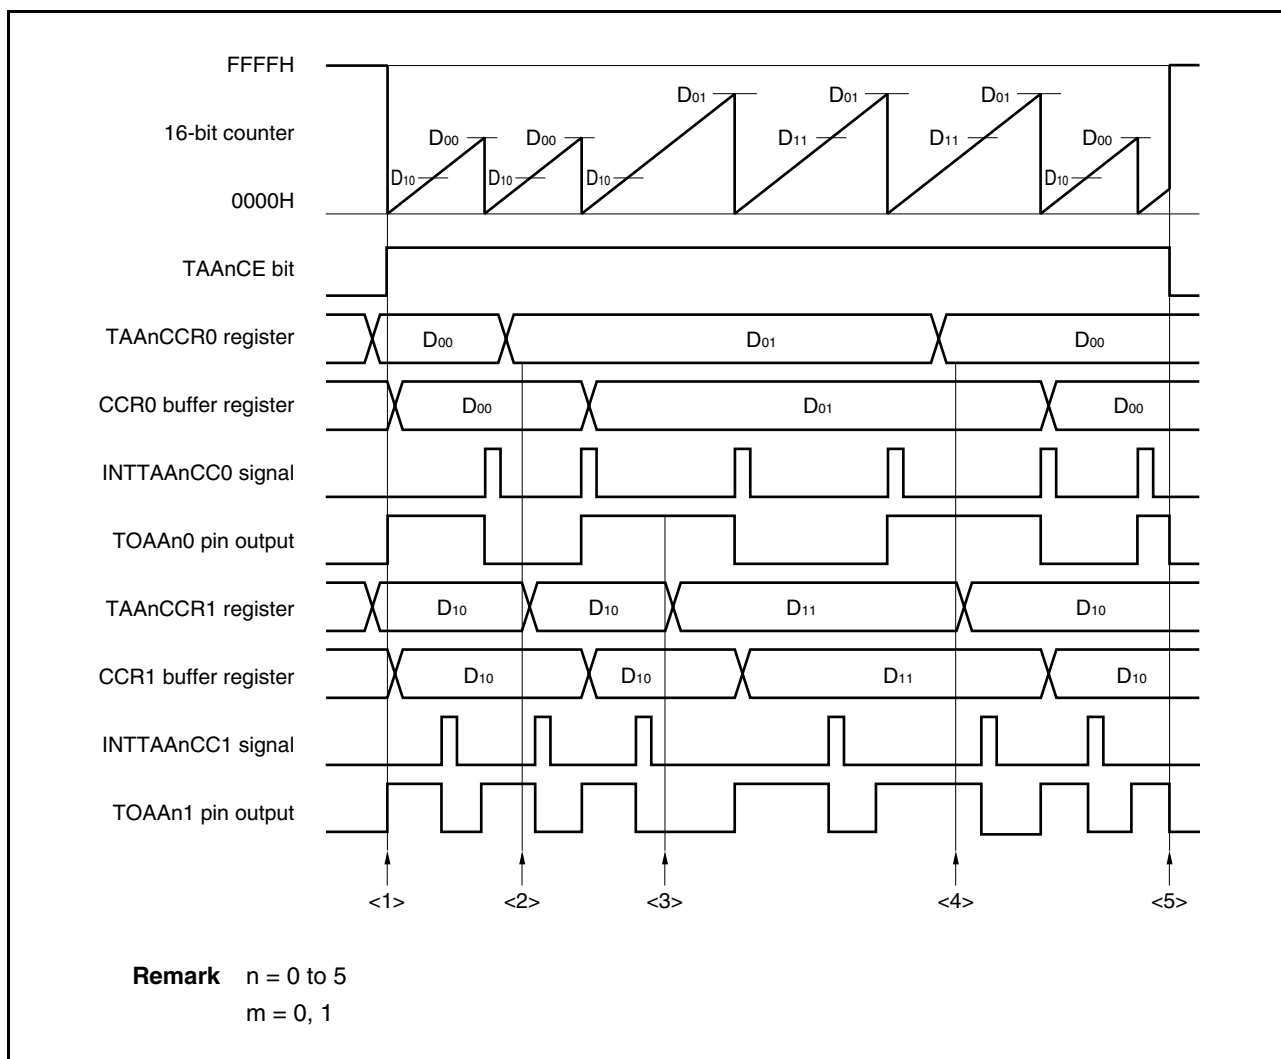 FFFFH
D01 D01 D01
16-bit counter D00 D00 D11 D11 D00
D10 D10 D10 D10
0000H
TAAnCE bit
TAAnCCR0 register D00 D01 D00
CCR0 buffer register D00 D01 D00
INTTAAnCC0 signal
TOAAn0 pin output
TAAnCCR1 register D10 D10 D11 D10
CCR1 buffer register D10 D10 D11 D10
INTTAAnCC1 signal
TOAAn1 pin output
<1> <2> <3> <4> <5>
Remark n = 0 to 5
m = 0, 1